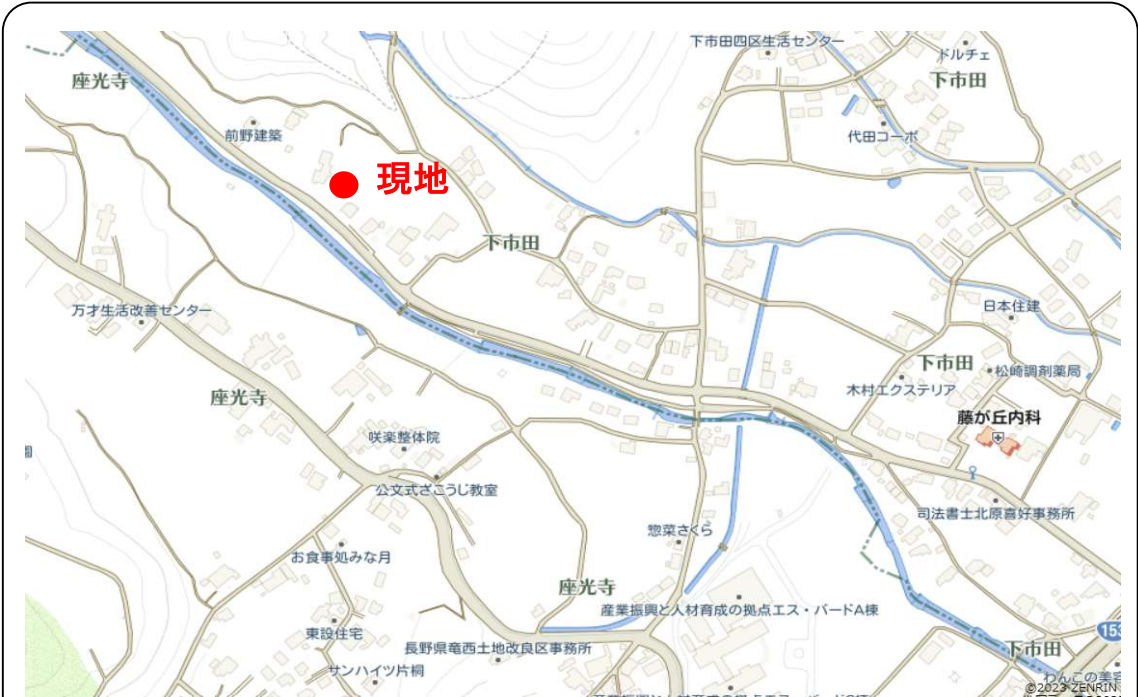 下市田四区生活センター
ドルチェ
座光寺
下市田
前野建築
代田コーポ
現地
下市田
万才生活改善センター
日本住建
下市田
松崎調剤薬局
座光寺
木村エクステリア
藤が丘内科
咲楽整体院
公文式ざこうじ教室
司法書士北原喜好事務所
惣菜さくら
お食事処みな月
座光寺
産業振興と人材育成の拠点エス・バードA棟
東設住宅
長野県竜西土地改良区事務所
153
下市田
サンハイツ片桐
わんこの美容
©2023 ZENRIN